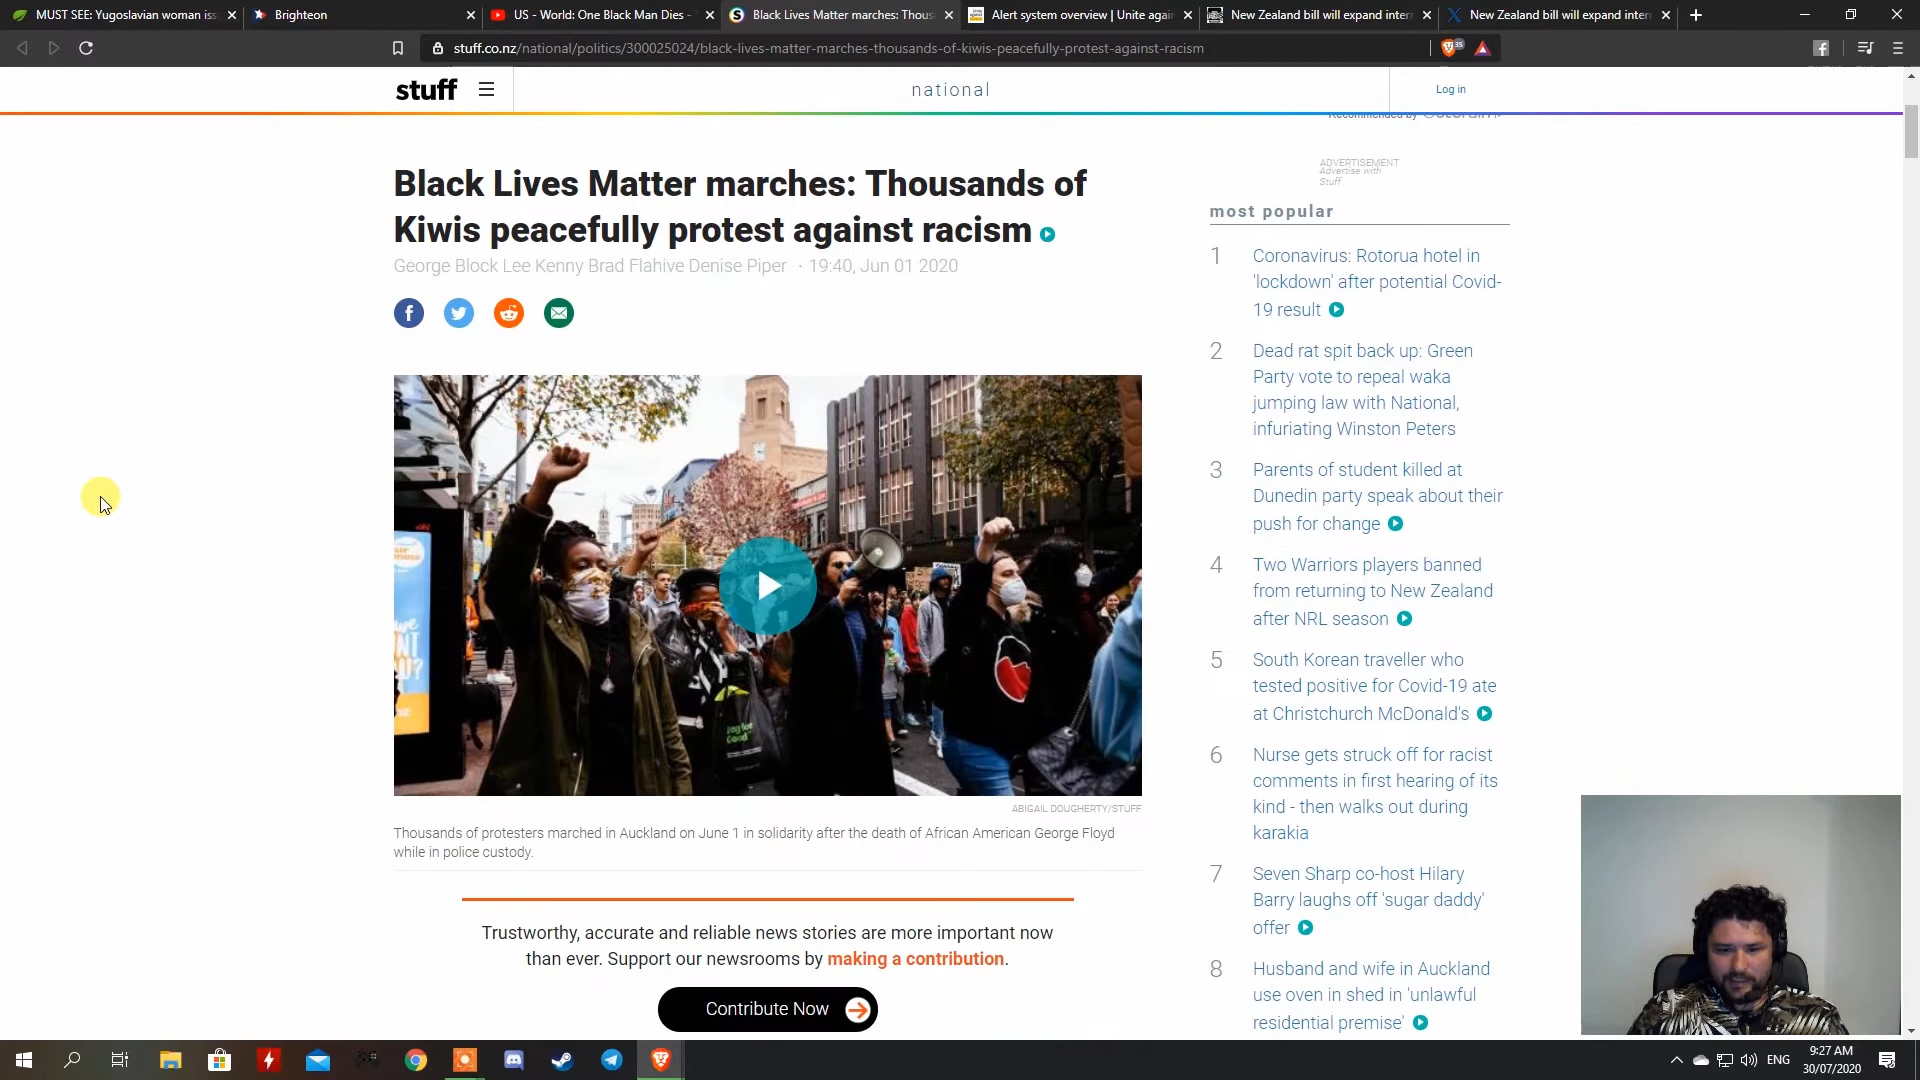 MUST SEE: Yugoslavian woman iss
Brighteon
US - World: One Black Man Dies -
Black Lives Matter marches: Thous
Alert system overview | Unite agai
New Zealand bill will expand inter
New Zealand bill will expand inter
stuff.co.nz/national/politics/300025024/black-lives-matter-marches-thousands-of-kiwis-peacefully-protest-against-racism
35
stuff
national
Log in
Recommended by
ADVERTISEMENT
Advertise with
Stuff
Black Lives Matter marches: Thousands of
Kiwis peacefully protest against racism
George Block Lee Kenny Brad Flahive Denise Piper · 19:40, Jun 01 2020
ABIGAIL DOUGHERTY/STUFF
Thousands of protesters marched in Auckland on June 1 in solidarity after the death of African American George Floyd
while in police custody.
Trustworthy, accurate and reliable news stories are more important now
than ever. Support our newsrooms by making a contribution.
Contribute Now
most popular
1 Coronavirus: Rotorua hotel in
'lockdown' after potential Covid-
19 result
2 Dead rat spit back up: Green
Party vote to repeal waka
jumping law with National,
infuriating Winston Peters
3 Parents of student killed at
Dunedin party speak about their
push for change
4 Two Warriors players banned
from returning to New Zealand
after NRL season
5 South Korean traveller who
tested positive for Covid-19 ate
at Christchurch McDonald's
6 Nurse gets struck off for racist
comments in first hearing of its
kind - then walks out during
karakia
7 Seven Sharp co-host Hilary
Barry laughs off 'sugar daddy'
offer
8 Husband and wife in Auckland
use oven in shed in 'unlawful
residential premise'
ENG
9:27 AM
30/07/2020